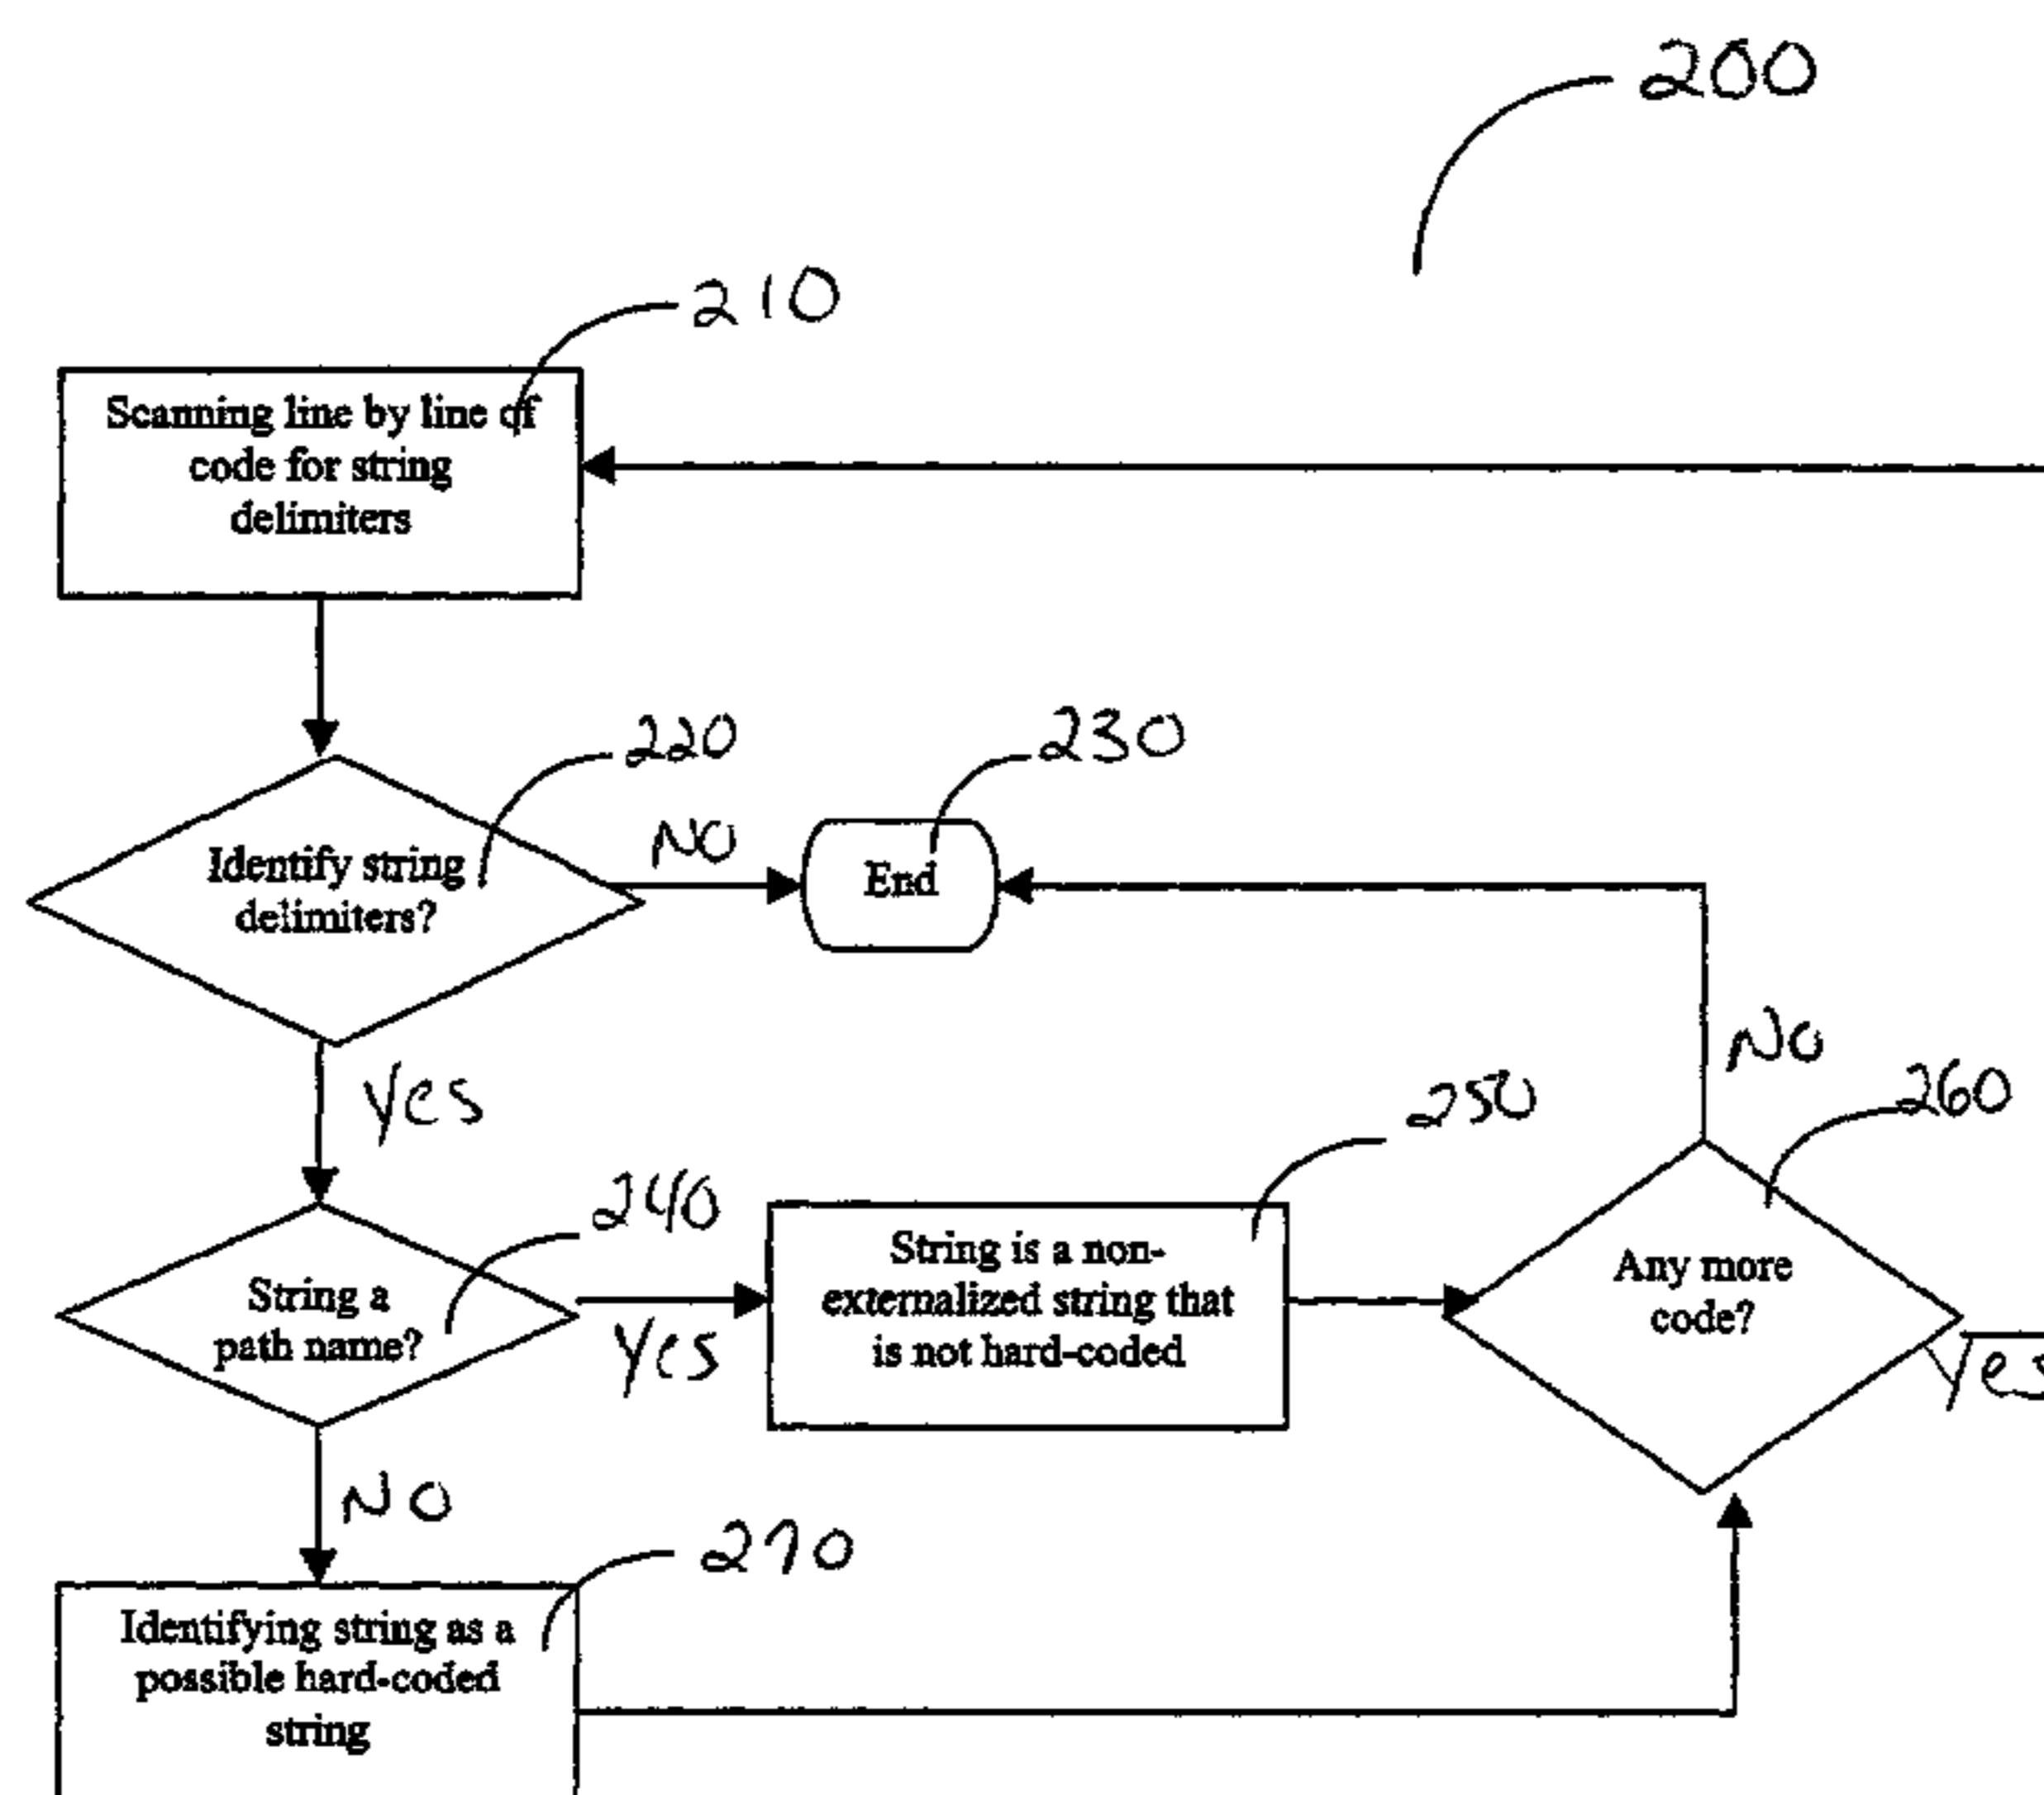 200
210
Scanning line by line of
code for string
delimiters
220
230
NO
Identify string
delimiters?
End
Yes
No
250
260
240
String a
path name?
Yes
String is a non-
externalized string that
is not hard-coded
Any more
code?
Yes
NO
270
Identifying string as a
possible hard-coded
string